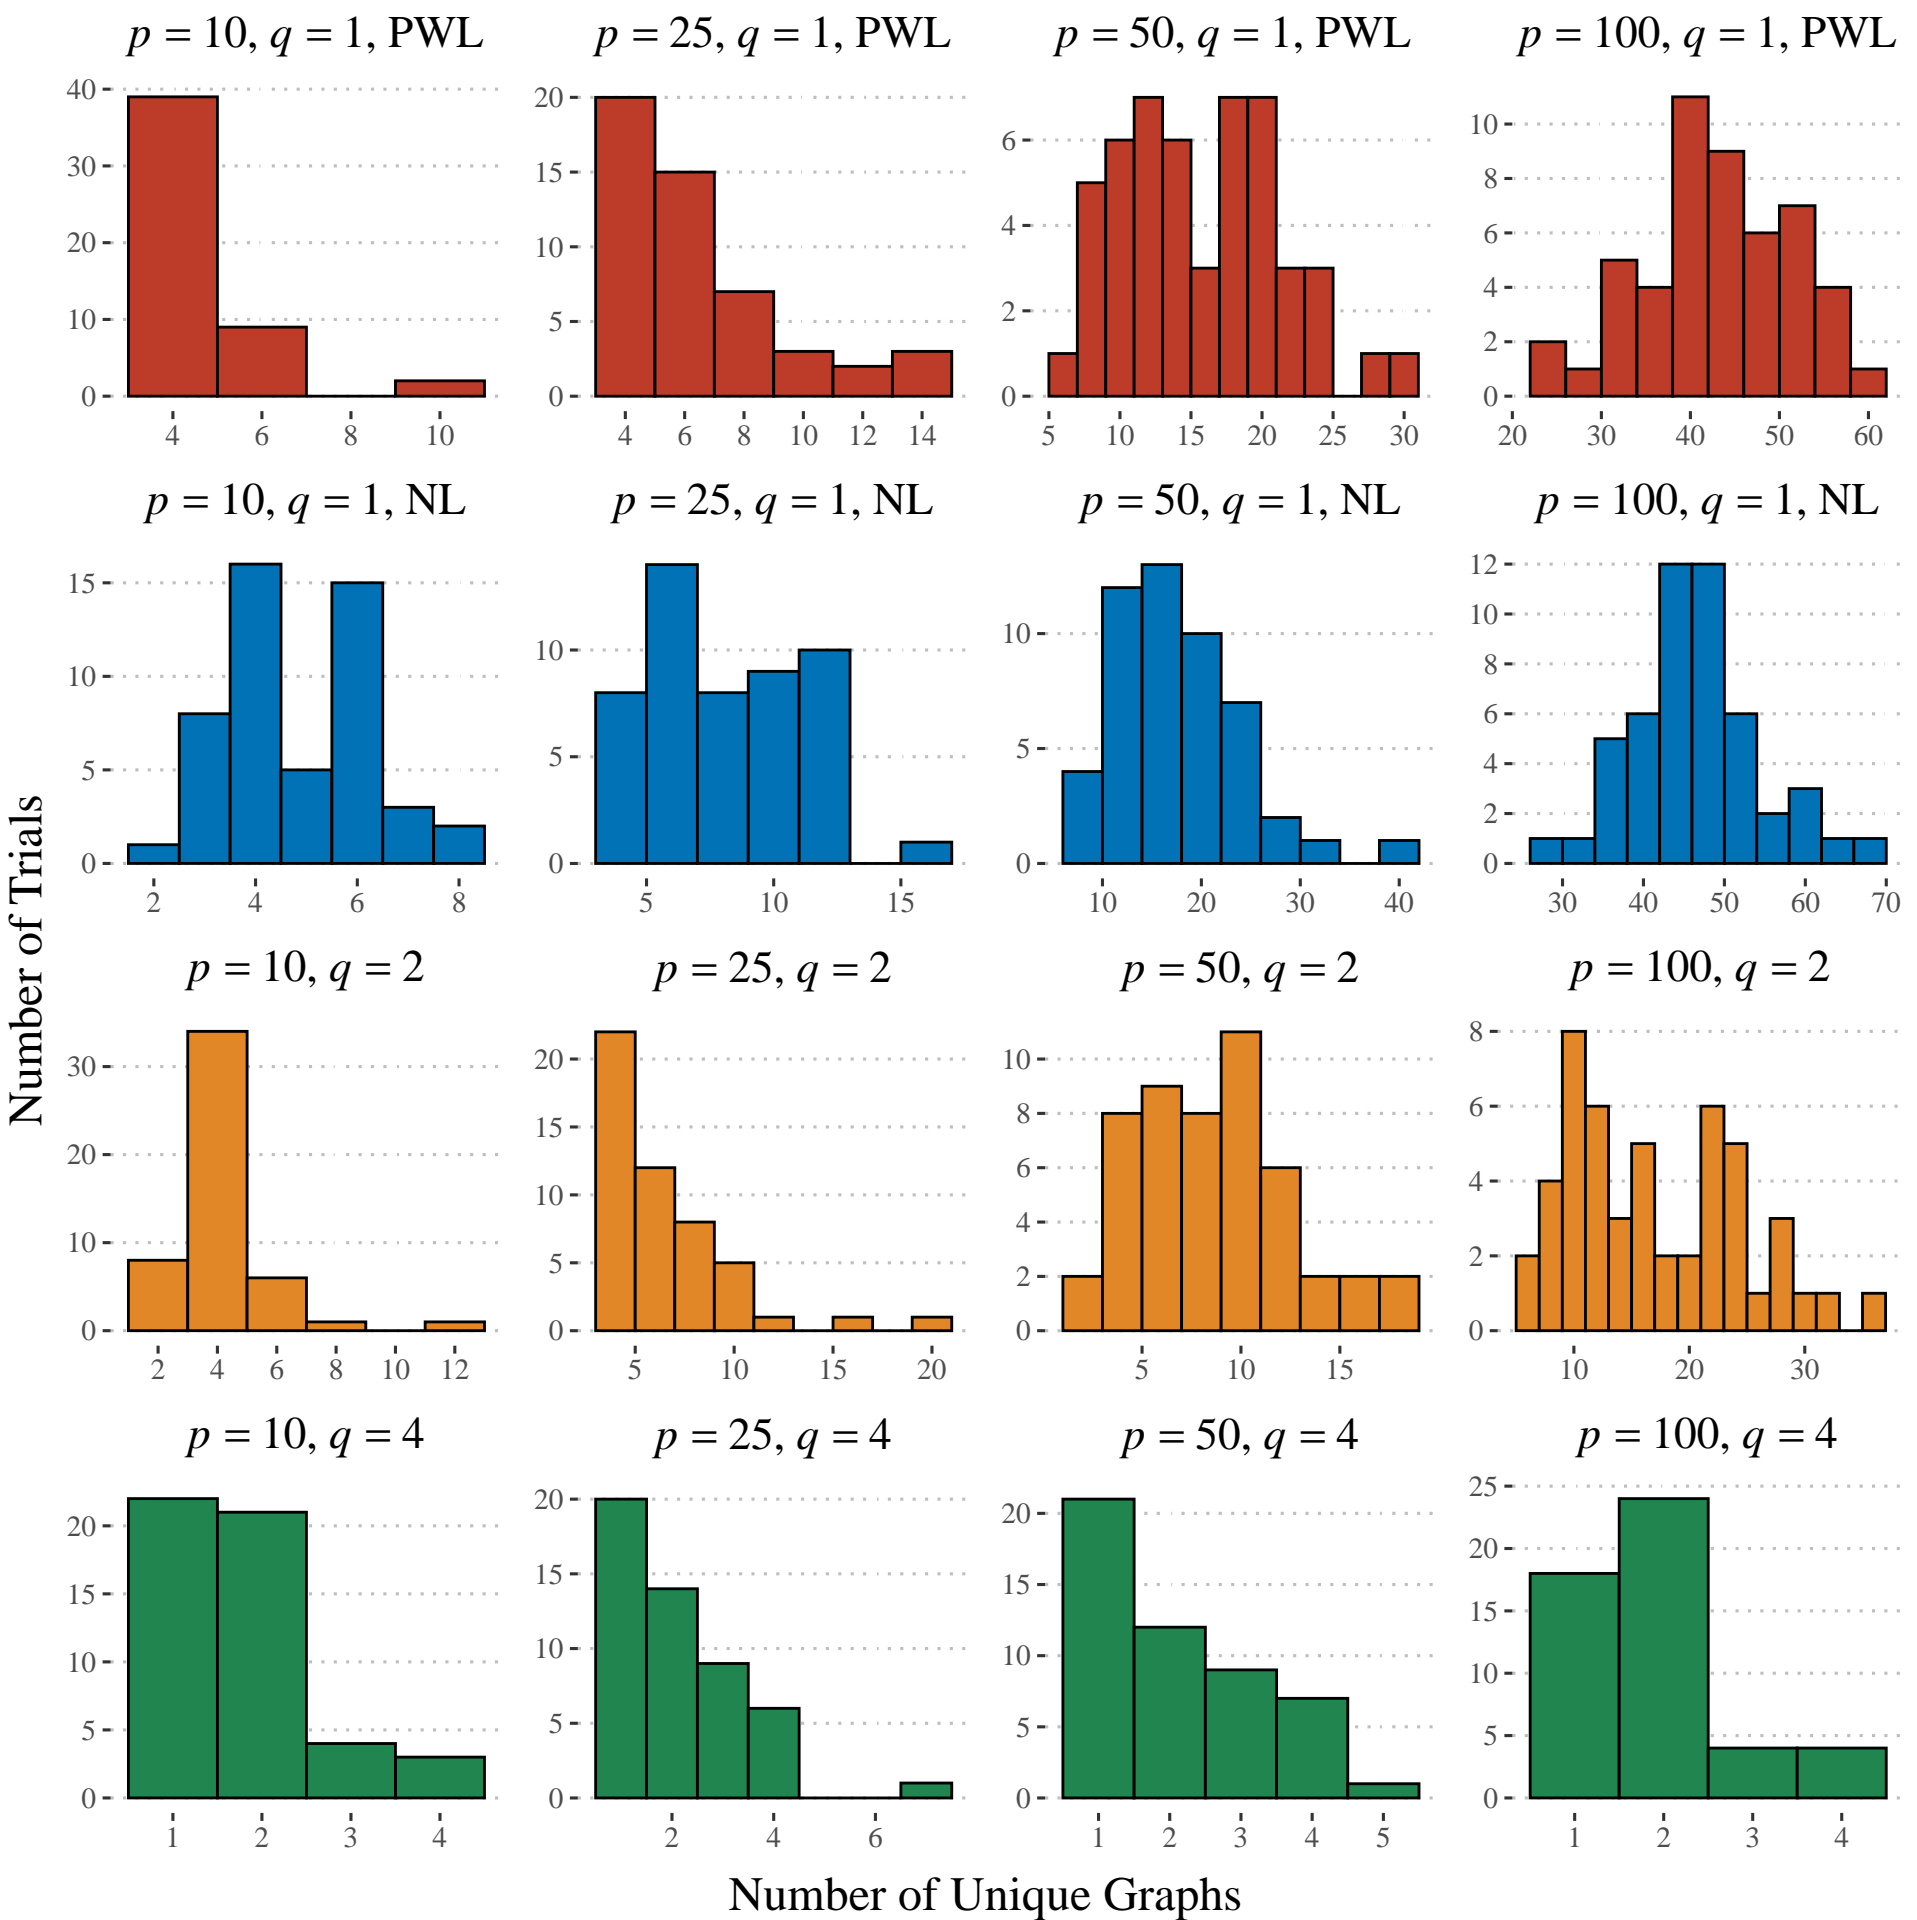 p = 10, q = 1, PWL
p = 25, q = 1, PWL
p = 50, q = 1, PWL
p = 100, q = 1, PWL
40
30
20
10
0
4 6 8 10
20
15
10
5
0
4 6 8 10 12 14
6
4
2
0
5 10 15 20 25 30
10
8
6
4
2
0
20 30 40 50 60
p = 10, q = 1, NL
p = 25, q = 1, NL
p = 50, q = 1, NL
p = 100, q = 1, NL
15
10
5
0
2 4 6 8
10
5
0
5 10 15
10
5
0
10 20 30 40
12
10
8
6
4
2
0
30 40 50 60 70
p = 10, q = 2
p = 25, q = 2
p = 50, q = 2
p = 100, q = 2
30
20
10
0
2 4 6 8 10 12
20
15
10
5
0
5 10 15 20
10
8
6
4
2
0
5 10 15
8
6
4
2
0
10 20 30
p = 10, q = 4
p = 25, q = 4
p = 50, q = 4
p = 100, q = 4
20
15
10
5
0
1 2 3 4
20
15
10
5
0
2 4 6
20
15
10
5
0
1 2 3 4 5
25
20
15
10
5
0
1 2 3 4
Number of Trials
Number of Unique Graphs